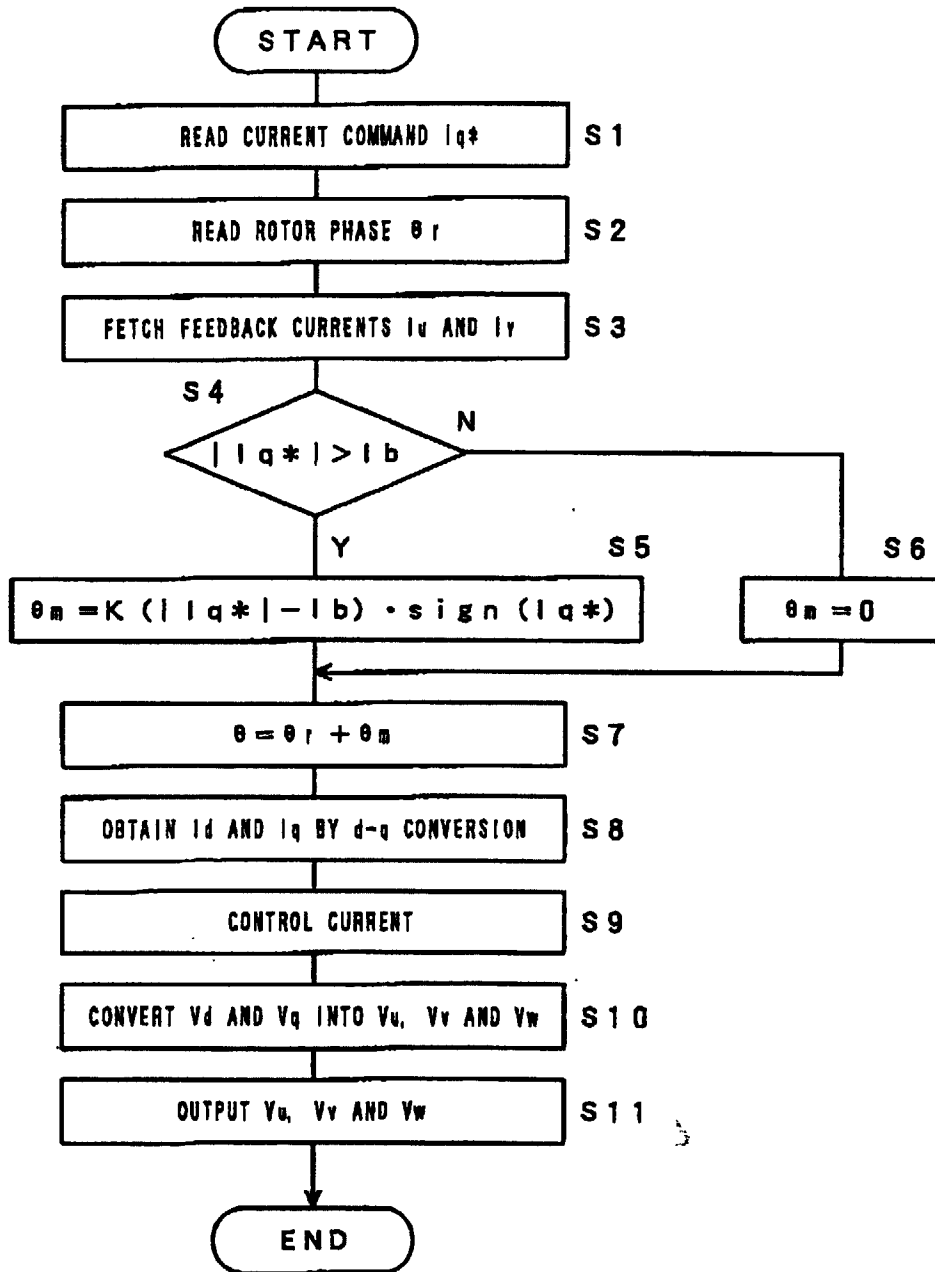 START
READ CURRENT COMMAND Iq* S1
READ ROTOR PHASE θr S2
FETCH FEEDBACK CURRENTS Iu AND Iv S3
S4
N
|Iq*|>Ib
Y
S5
S6
θm=K(|Iq*|-Ib)·sign(Iq*)
θm=0
θ=θr+θm S7
OBTAIN Id AND Iq BY d-q CONVERSION S8
CONTROL CURRENT S9
CONVERT Vd AND Vq INTO Vu, Vv AND Vw S10
OUTPUT Vu, Vv AND Vw S11
END